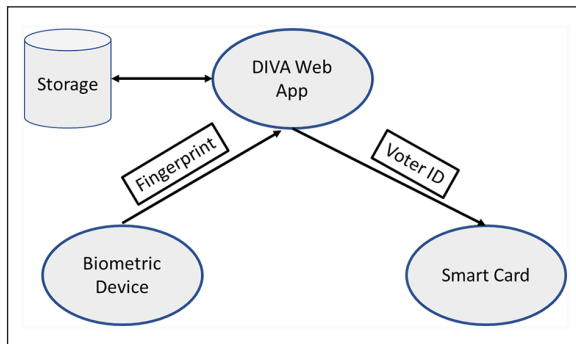 Storage
DIVA Web
App
Fingerprint
Voter ID
Biometric
Device
Smart Card